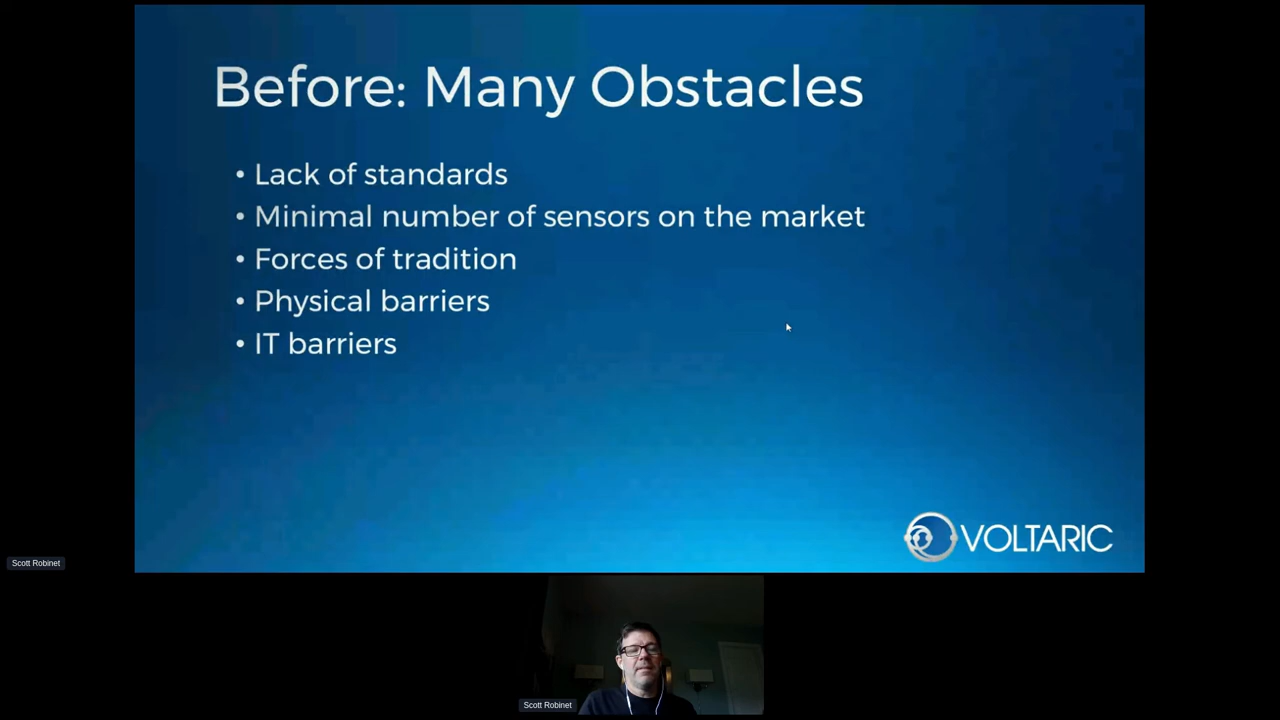 Before: Many Obstacles
• Lack of standards
• Minimal number of sensors on the market
• Forces of tradition
• Physical barriers
• IT barriers
VOLTARIC
Scott Robinet
Scott Robinet